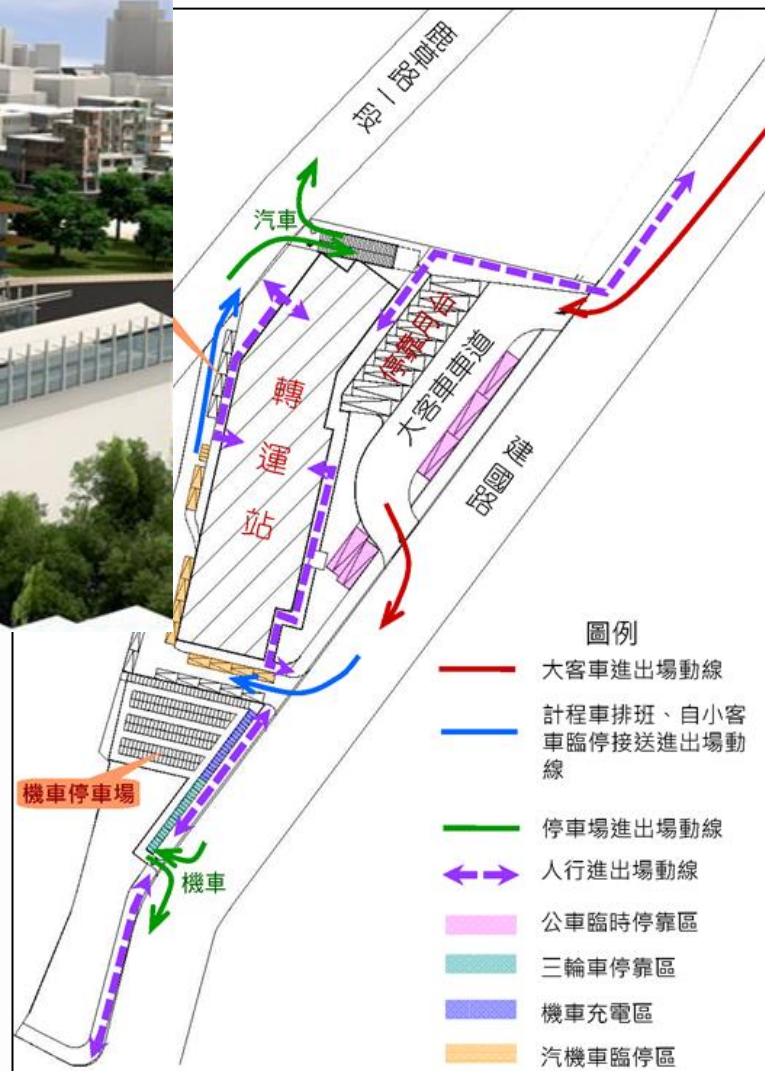 路一段
汽車
停靠月台
大客車車道
轉運站
建國路
機車停車場
機車
圖例
大客車進出場動線
計程車排班、自小客
車臨停接送進出場動
線
停車場進出場動線
人行進出場動線
公車臨時停靠區
三輪車停靠區
機車充電區
汽機車臨停區